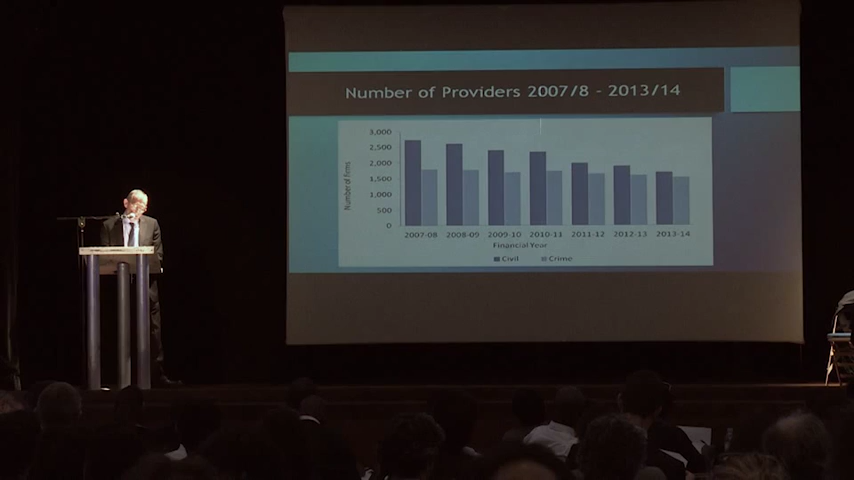 Number of Providers 2007/8 - 2013/14
Number of Firms
3,000
2,500
2,000
1,500
1,000
500
0
2007-08 2008-09 2009-10 2010-11 2011-12 2012-13 2013-14
Financial Year
Civil Crime